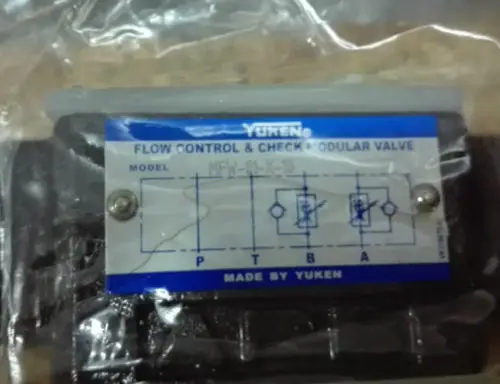 YUKEN®
FLOW CONTROL & CHECK MODULAR VALVE
MODEL
P T B A
MADE BY YUKEN